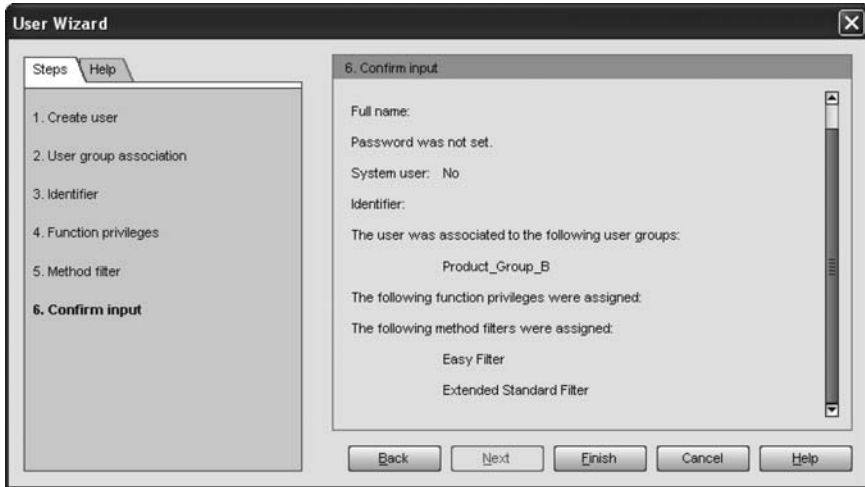 User Wizard
Steps
Help
1. Create user
2. User group association
3. Identifier
4. Function privileges
5. Method filter
6. Confirm input
6. Confirm input
Full name:
Password was not set.
System user: No
Identifier:
The user was associated to the following user groups:
Product_Group_B
The following function privileges were assigned:
The following method filters were assigned:
Easy Filter
Extended Standard Filter
Back
Next
Finish
Cancel
Help